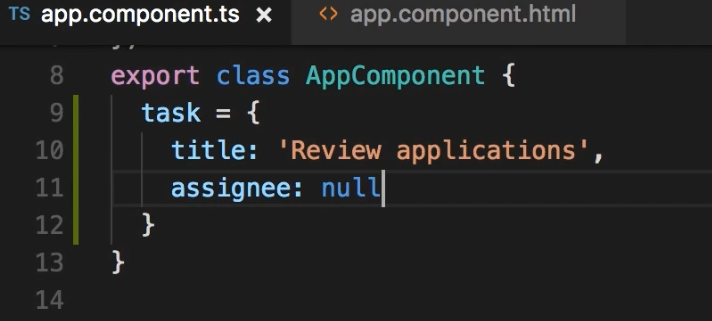 TS app.component.ts × <> app.component.html
8 export class AppComponent {
9 task = {
10 title: 'Review applications',
11 assignee: null
12 }
13 }
14